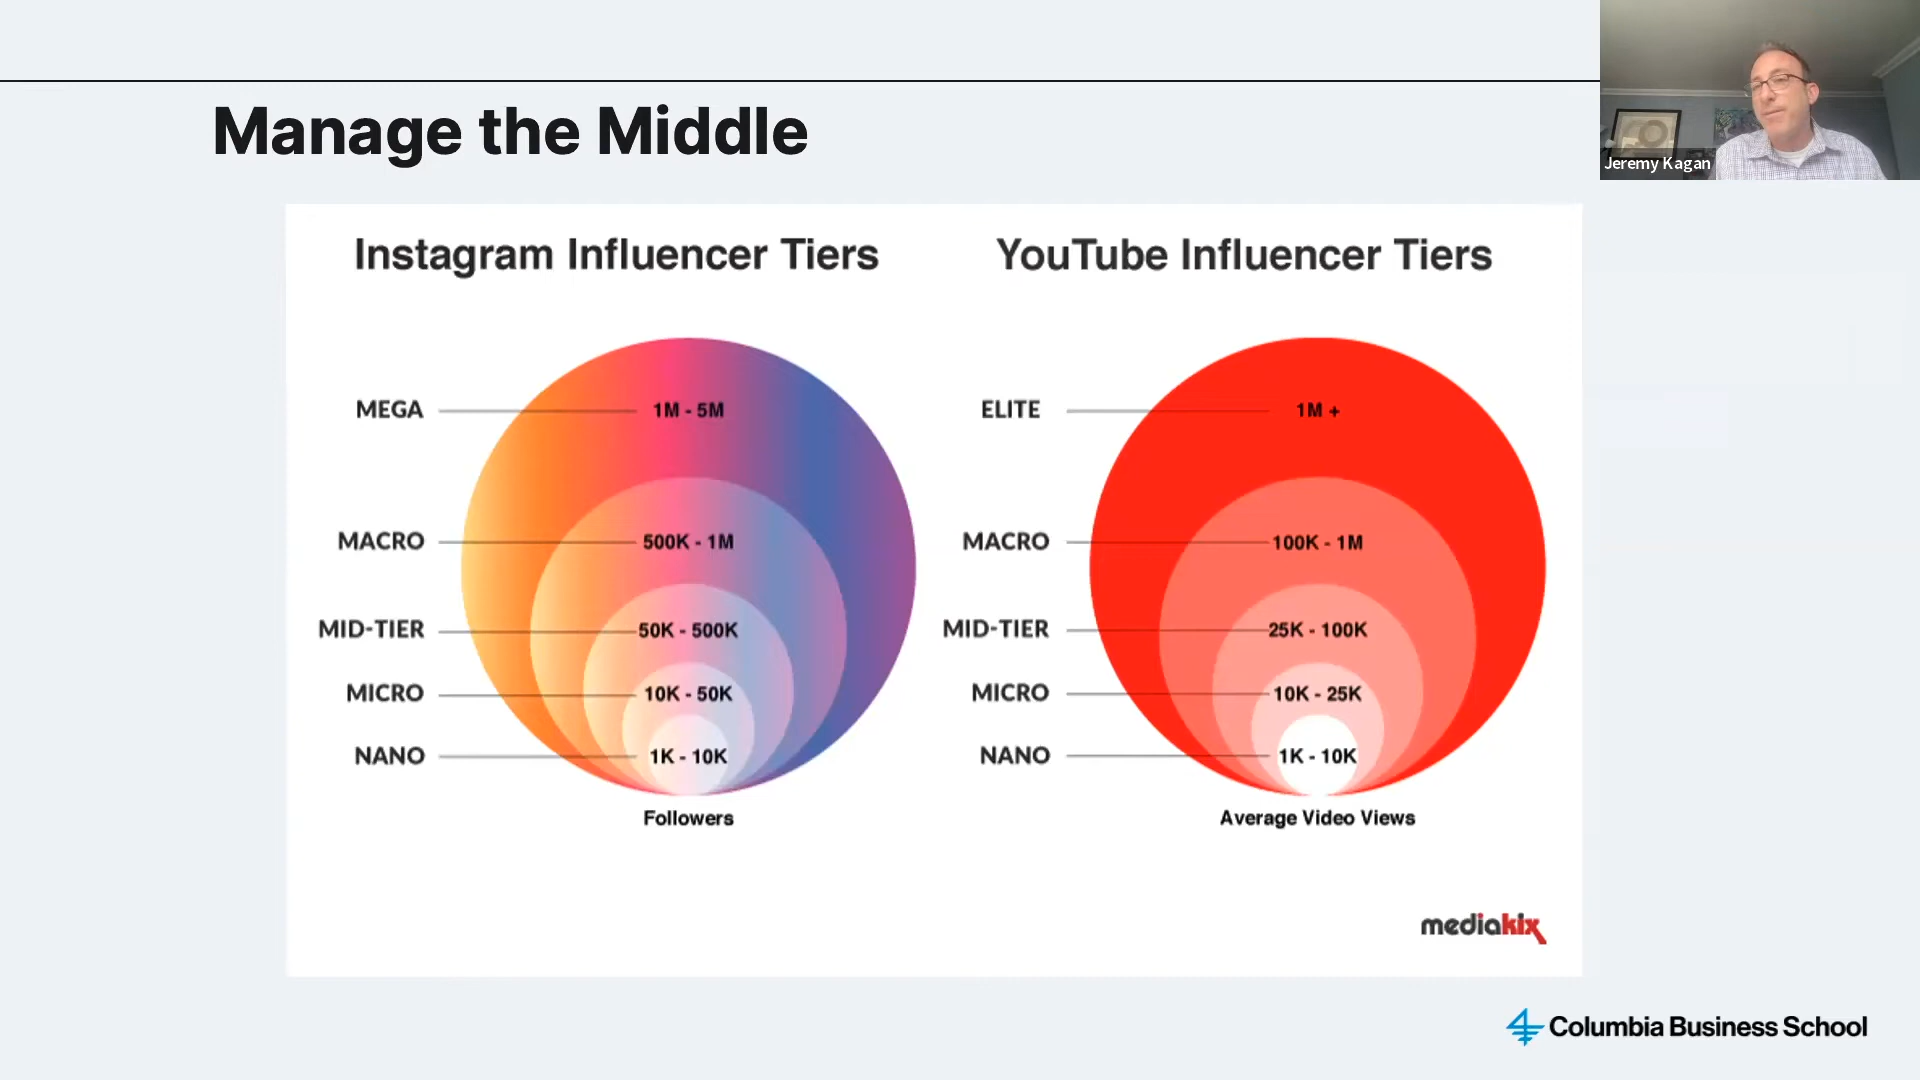 Manage the Middle
Jeremy Kagan
Instagram Influencer Tiers
MEGA 1M - 5M
MACRO 500K - 1M
MID-TIER 50K - 500K
MICRO 10K - 50K
NANO 1K - 10K
Followers
YouTube Influencer Tiers
ELITE 1M +
MACRO 100K - 1M
MID-TIER 25K - 100K
MICRO 10K - 25K
NANO 1K - 10K
Average Video Views
mediakix
Columbia Business School